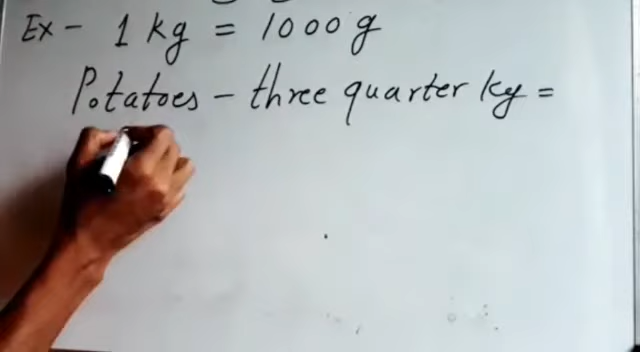 Ex - 1 kg = 1000 g
Potatoes - three quarter kg =